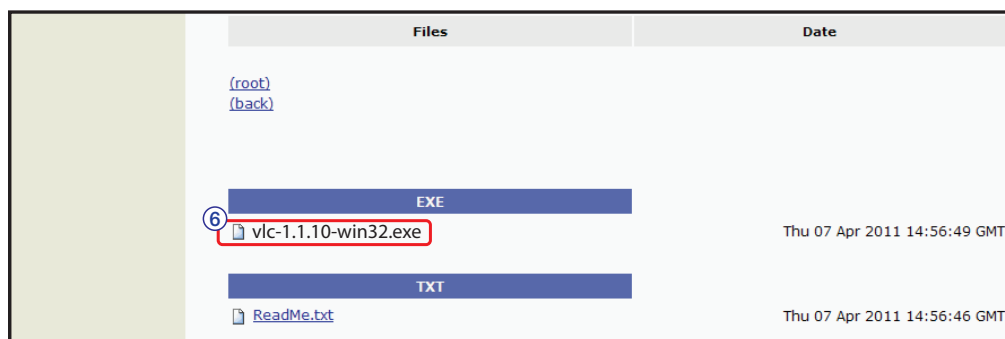 Files Date
(root)
(back)
EXE
⑥ vlc-1.1.10-win32.exe Thu 07 Apr 2011 14:56:49 GMT
TXT
ReadMe.txt Thu 07 Apr 2011 14:56:46 GMT